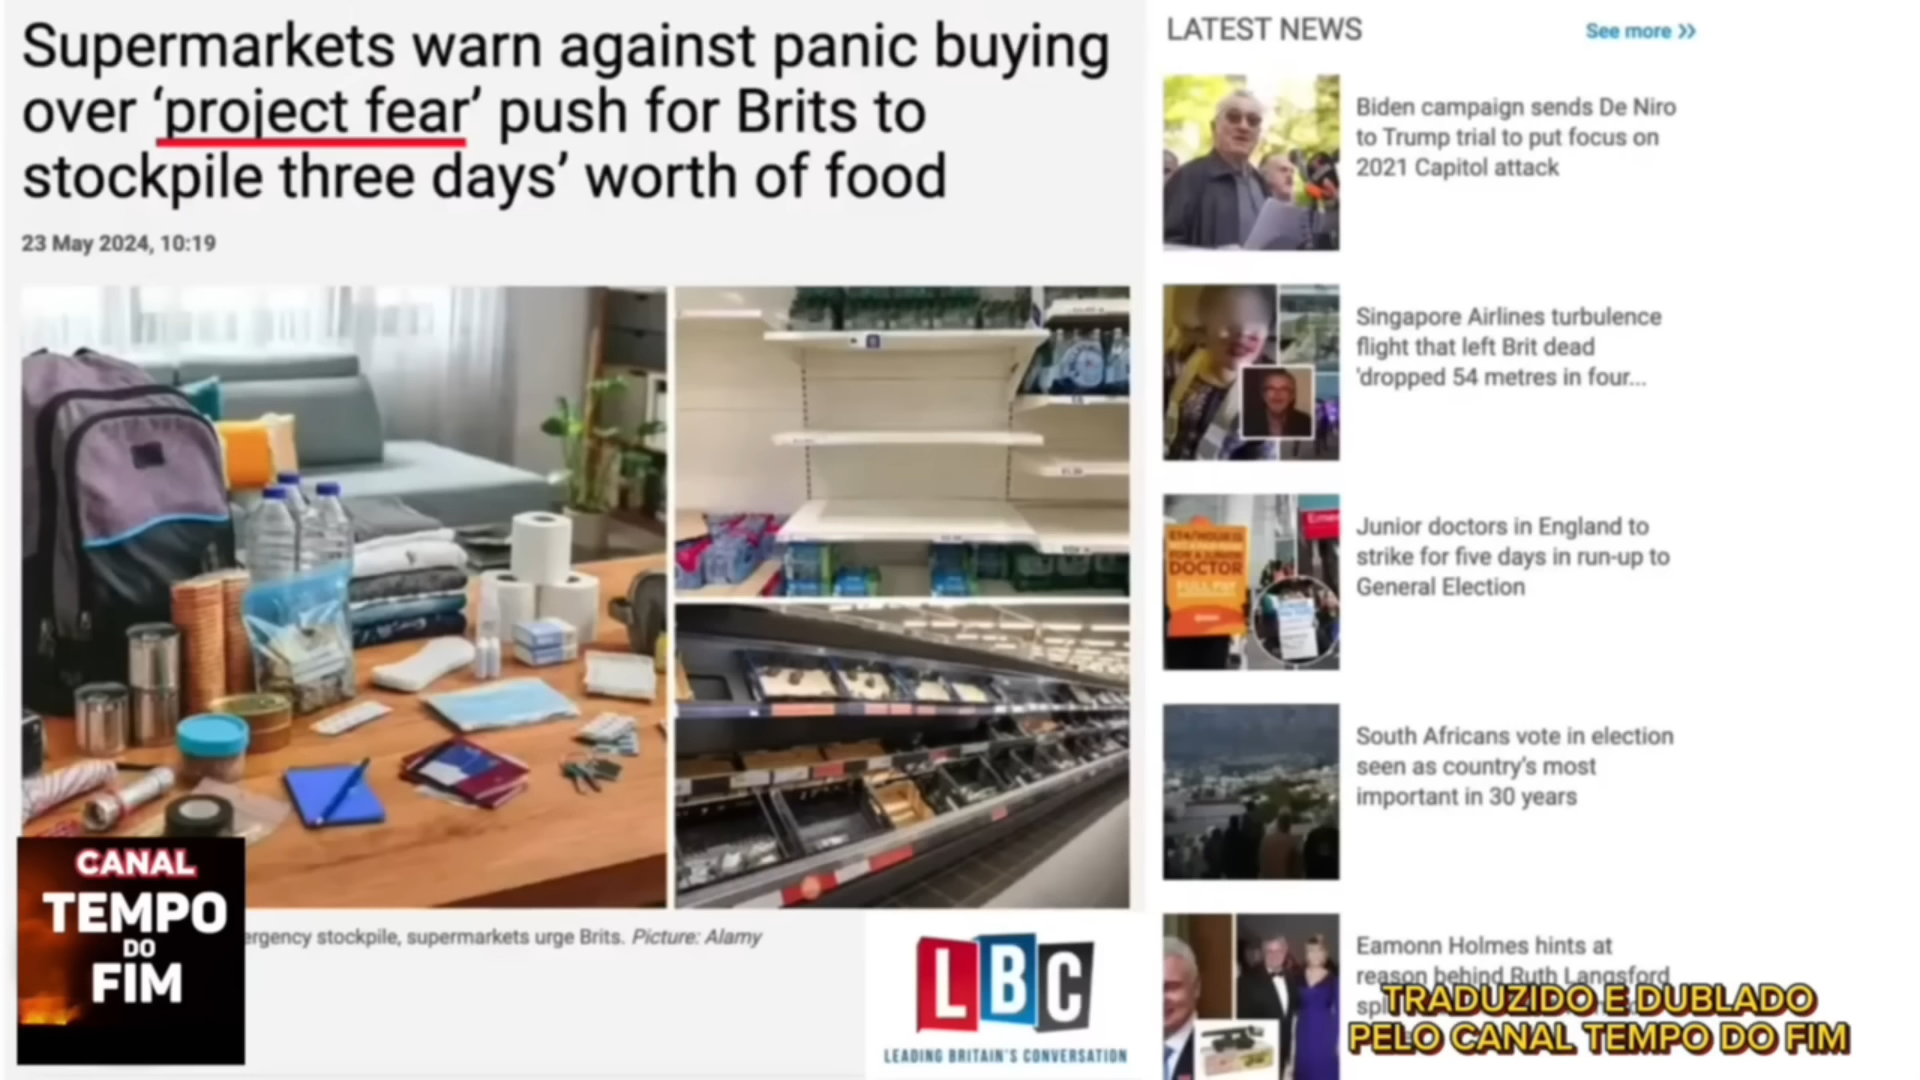 Supermarkets warn against panic buying
over ‘project fear’ push for Brits to
stockpile three days’ worth of food
23 May 2024, 10:19
ergency stockpile, supermarkets urge Brits. Picture: Alamy
LBC
LEADING BRITAIN'S CONVERSATION
CANAL
TEMPO
DO
FIM
LATEST NEWS
See more
Biden campaign sends De Niro
to Trump trial to put focus on
2021 Capitol attack
Singapore Airlines turbulence
flight that left Brit dead
'dropped 54 metres in four...
Junior doctors in England to
strike for five days in run-up to
General Election
DOCTOR
South Africans vote in election
seen as country's most
important in 30 years
Eamonn Holmes hints at
reason behind Ruth Langsford
TRADUZIDO E DUBLADO
PELO CANAL TEMPO DO FIM